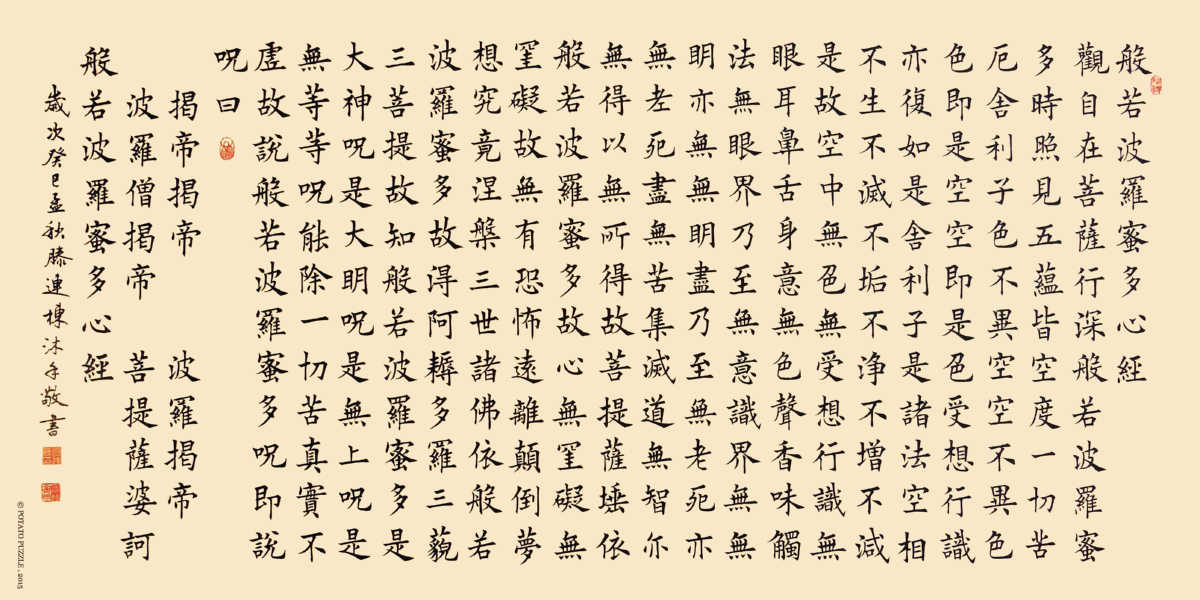 般若波羅蜜多心經
觀自在菩薩行深般若波羅蜜
多時照見五蘊皆空度一切苦
厄舍利子色不異空空不異色
色即是空空即是色受想行識
亦復如是舍利子是諸法空相
不生不滅不垢不淨不增不減
是故空中無色無受想行識無
眼耳鼻舌身意無色聲香味觸
法無眼界乃至無意識界無無
明亦無無明盡乃至無老死亦
無老死盡無苦集滅道無智亦
無得以無所得故菩提薩埵依
般若波羅蜜多故心無罣礙無
罣礙故無有恐怖遠離顛倒夢
想究竟涅槃三世諸佛依般若
波羅蜜多故得阿耨多羅三藐
三菩提故知般若波羅蜜多是
大神呪是大明呪是無上呪是
無等等呪能除一切苦真實不
虛故說般若波羅蜜多呪即說
呪曰
揭帝揭帝 波羅揭帝
波羅僧揭帝 菩提薩婆訶
般若波羅蜜多心經
歲次癸巳孟秋滕連棟沐手敬書
© POTATO PUZZLE, 2015